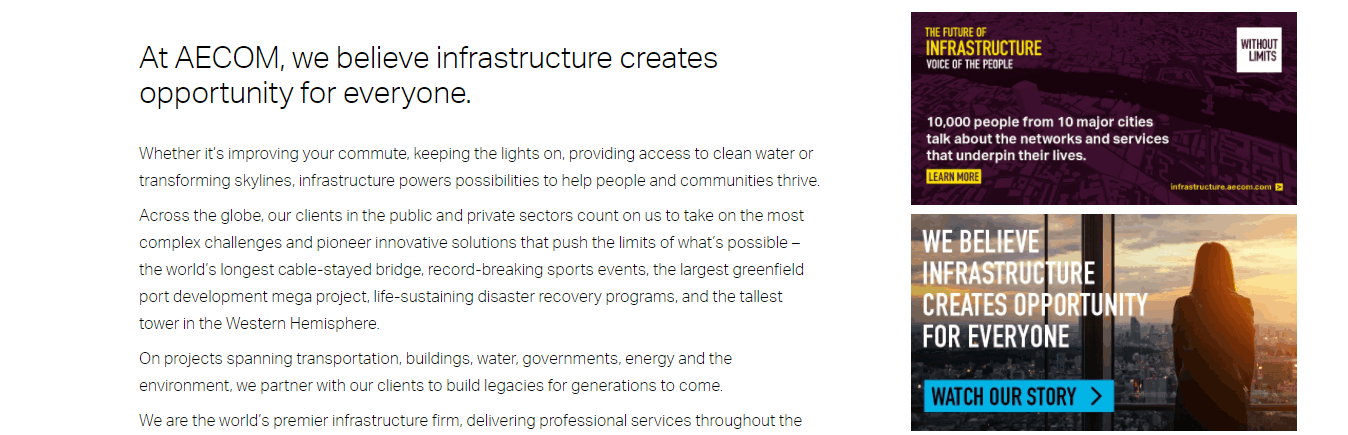 At AECOM, we believe infrastructure creates
opportunity for everyone.
Whether it's improving your commute, keeping the lights on, providing access to clean water or
transforming skylines, infrastructure powers possibilities to help people and communities thrive.
Across the globe, our clients in the public and private sectors count on us to take on the most
complex challenges and pioneer innovative solutions that push the limits of what's possible –
the world's longest cable-stayed bridge, record-breaking sports events, the largest greenfield
port development mega project, life-sustaining disaster recovery programs, and the tallest
tower in the Western Hemisphere.
On projects spanning transportation, buildings, water, governments, energy and the
environment, we partner with our clients to build legacies for generations to come.
We are the world's premier infrastructure firm, delivering professional services throughout the
THE FUTURE OF
INFRASTRUCTURE
VOICE OF THE PEOPLE
WITHOUT
LIMITS
10,000 people from 10 major cities
talk about the networks and services
that underpin their lives.
LEARN MORE
infrastructure.aecom.com
WE BELIEVE
INFRASTRUCTURE
CREATES OPPORTUNITY
FOR EVERYONE
WATCH OUR STORY